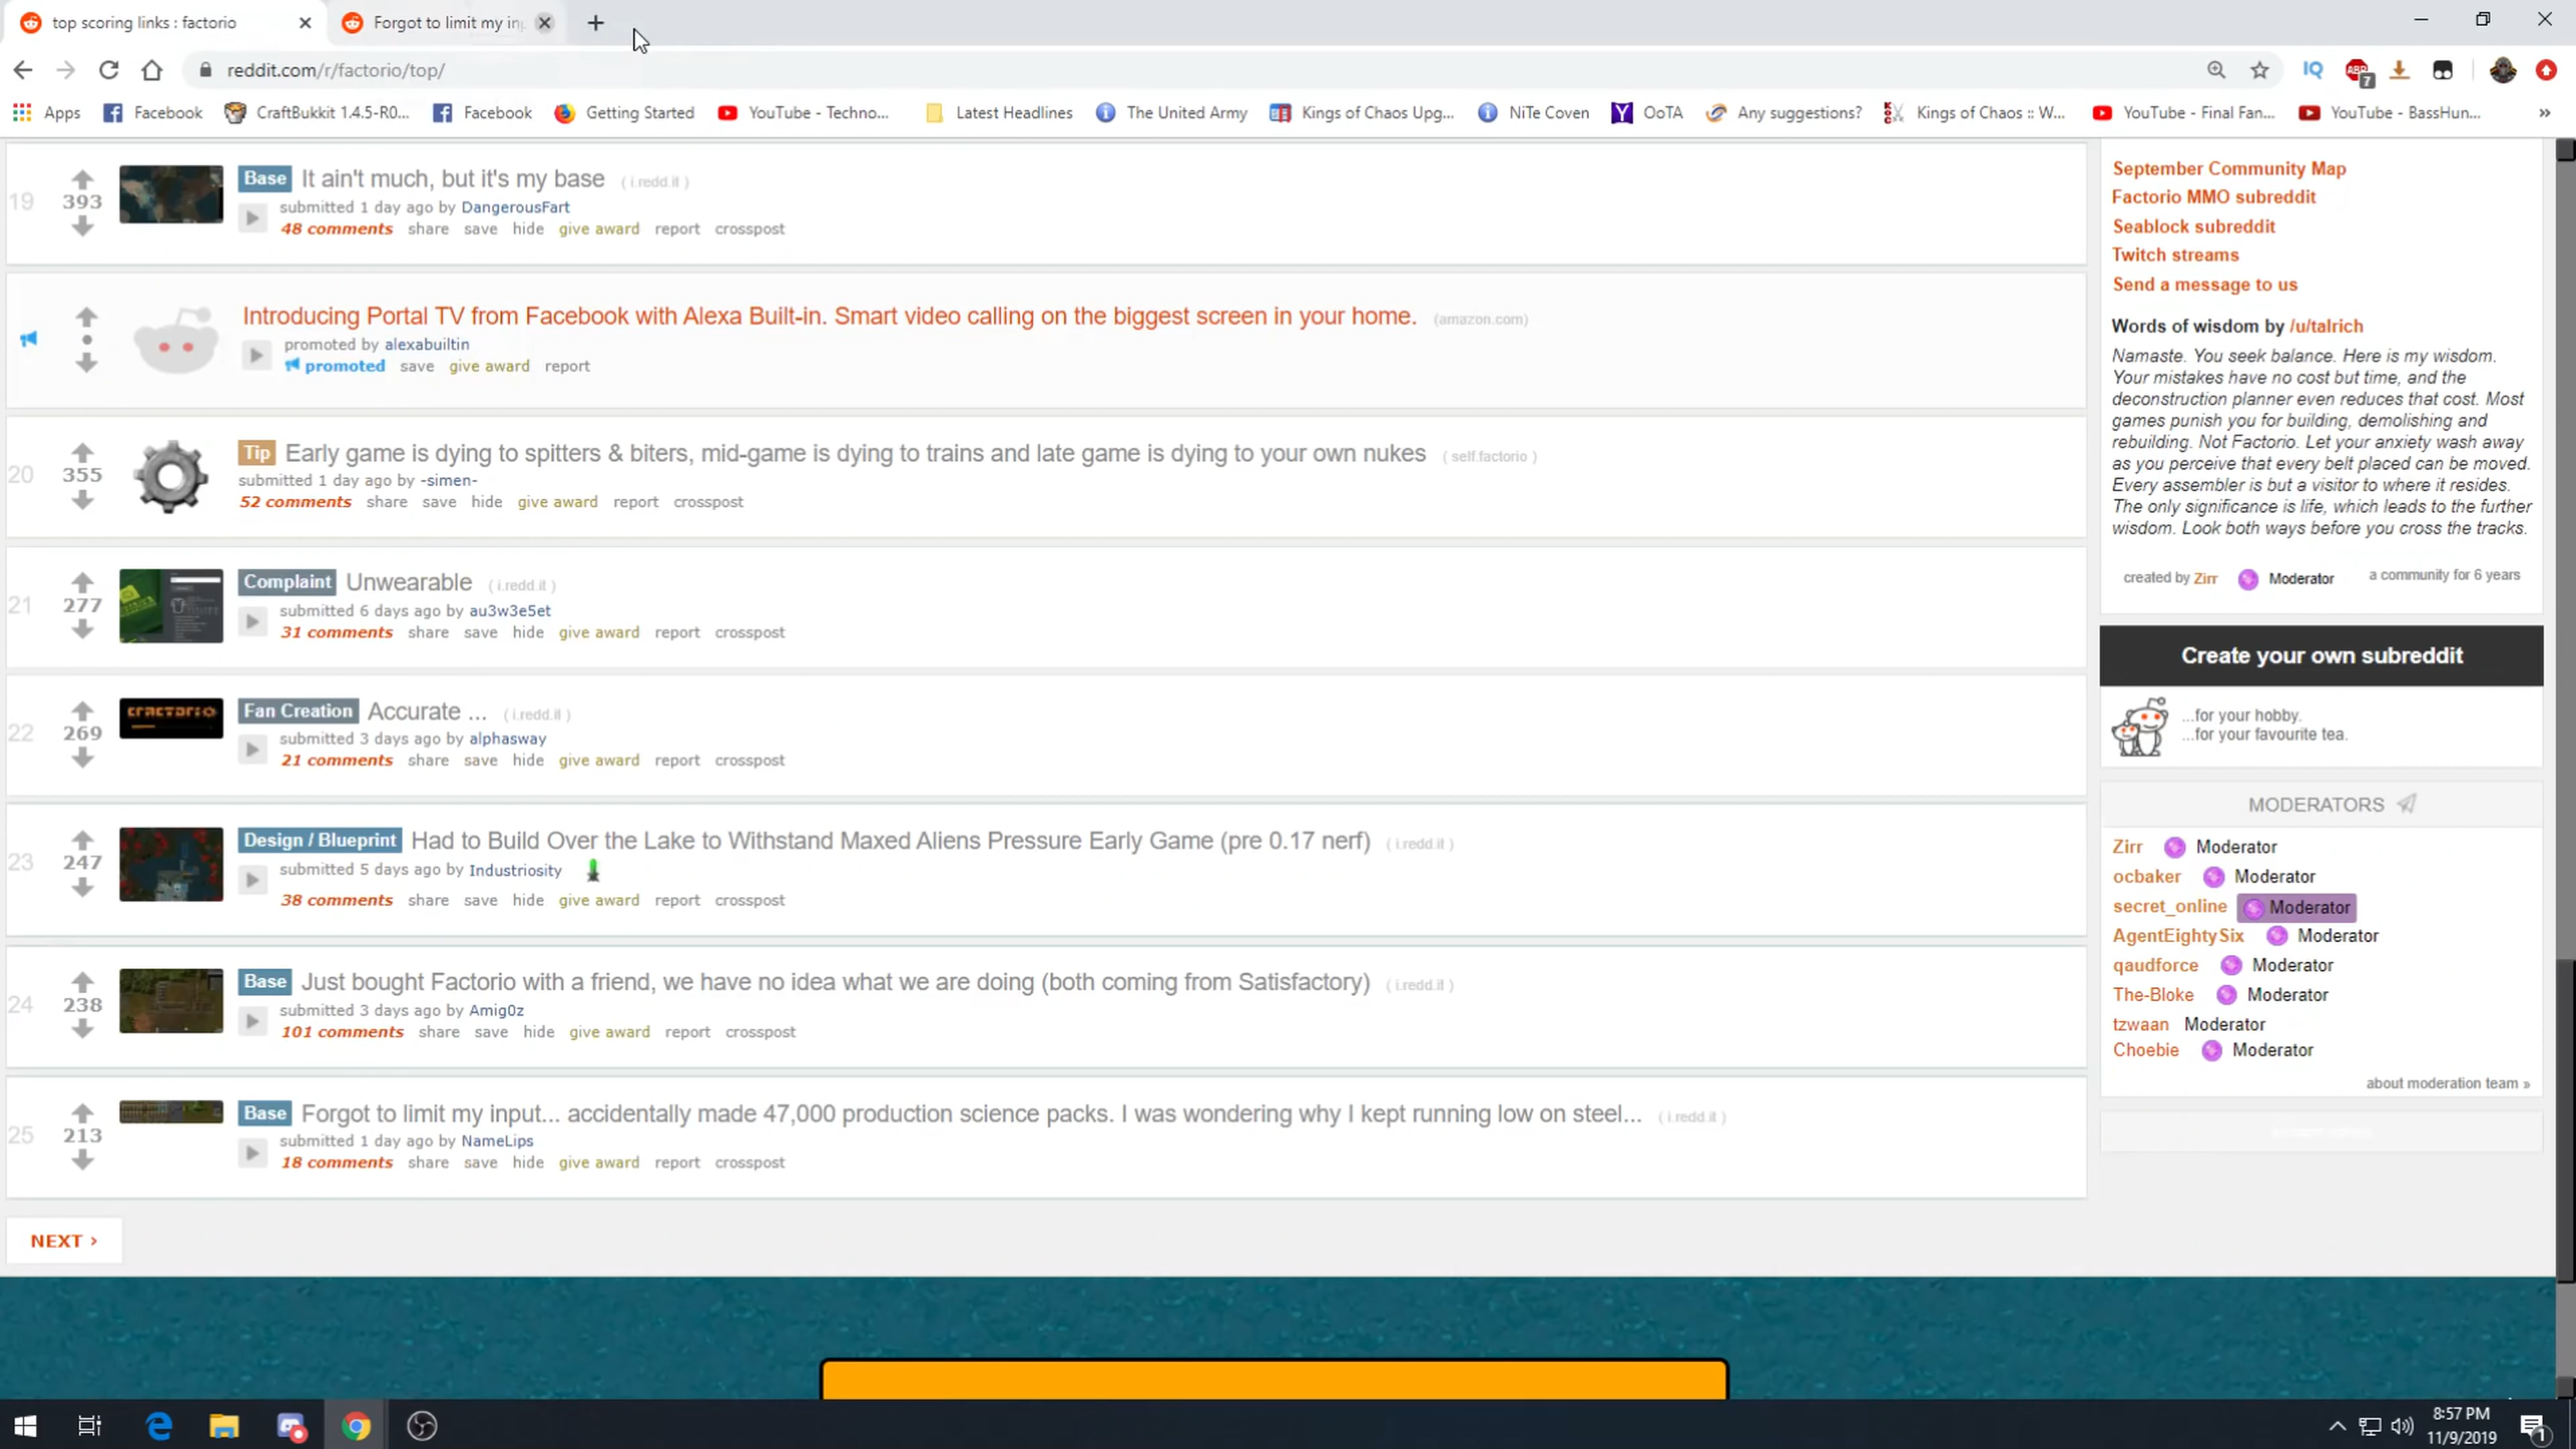 top scoring links : factorio
Forgot to limit my in
reddit.com/r/factorio/top/
7
Apps Facebook CraftBukkit 1.4.5-R0... Facebook Getting Started YouTube - Techno... Latest Headlines The United Army Kings of Chaos Upg... NiTe Coven OoTA Any suggestions? Kings of Chaos :: W... YouTube - Final Fan... YouTube - BassHun... »
19
393
Base It ain't much, but it's my base ( i.redd.it )
submitted 1 day ago by DangerousFart
48 comments share save hide give award report crosspost
Introducing Portal TV from Facebook with Alexa Built-in. Smart video calling on the biggest screen in your home. (amazon.com)
promoted by alexabuiltin
promoted save give award report
20
355
Tip Early game is dying to spitters & biters, mid-game is dying to trains and late game is dying to your own nukes ( self.factorio )
submitted 1 day ago by -simen-
52 comments share save hide give award report crosspost
21
277
Complaint Unwearable ( i.redd.it )
submitted 6 days ago by au3w3e5et
31 comments share save hide give award report crosspost
22
269
Fan Creation Accurate ... ( i.redd.it )
submitted 3 days ago by alphasway
21 comments share save hide give award report crosspost
23
247
Design / Blueprint Had to Build Over the Lake to Withstand Maxed Aliens Pressure Early Game (pre 0.17 nerf) ( i.redd.it )
submitted 5 days ago by Industriosity
38 comments share save hide give award report crosspost
24
238
Base Just bought Factorio with a friend, we have no idea what we are doing (both coming from Satisfactory) ( i.redd.it )
submitted 3 days ago by Amig0z
101 comments share save hide give award report crosspost
25
213
Base Forgot to limit my input... accidentally made 47,000 production science packs. I was wondering why I kept running low on steel... ( i.redd.it )
submitted 1 day ago by NameLips
18 comments share save hide give award report crosspost
NEXT ›
September Community Map
Factorio MMO subreddit
Seablock subreddit
Twitch streams
Send a message to us
Words of wisdom by /u/talrich
Namaste. You seek balance. Here is my wisdom.
Your mistakes have no cost but time, and the
deconstruction planner even reduces that cost. Most
games punish you for building, demolishing and
rebuilding. Not Factorio. Let your anxiety wash away
as you perceive that every belt placed can be moved.
Every assembler is but a visitor to where it resides.
The only significance is life, which leads to the further
wisdom. Look both ways before you cross the tracks.
created by Zirr Moderator a community for 6 years
Create your own subreddit
...for your hobby.
...for your favourite tea.
MODERATORS
Zirr Moderator
ocbaker Moderator
secret_online Moderator
AgentEightySix Moderator
qaudforce Moderator
The-Bloke Moderator
tzwaan Moderator
Choebie Moderator
about moderation team »
8:57 PM
11/9/2019
1